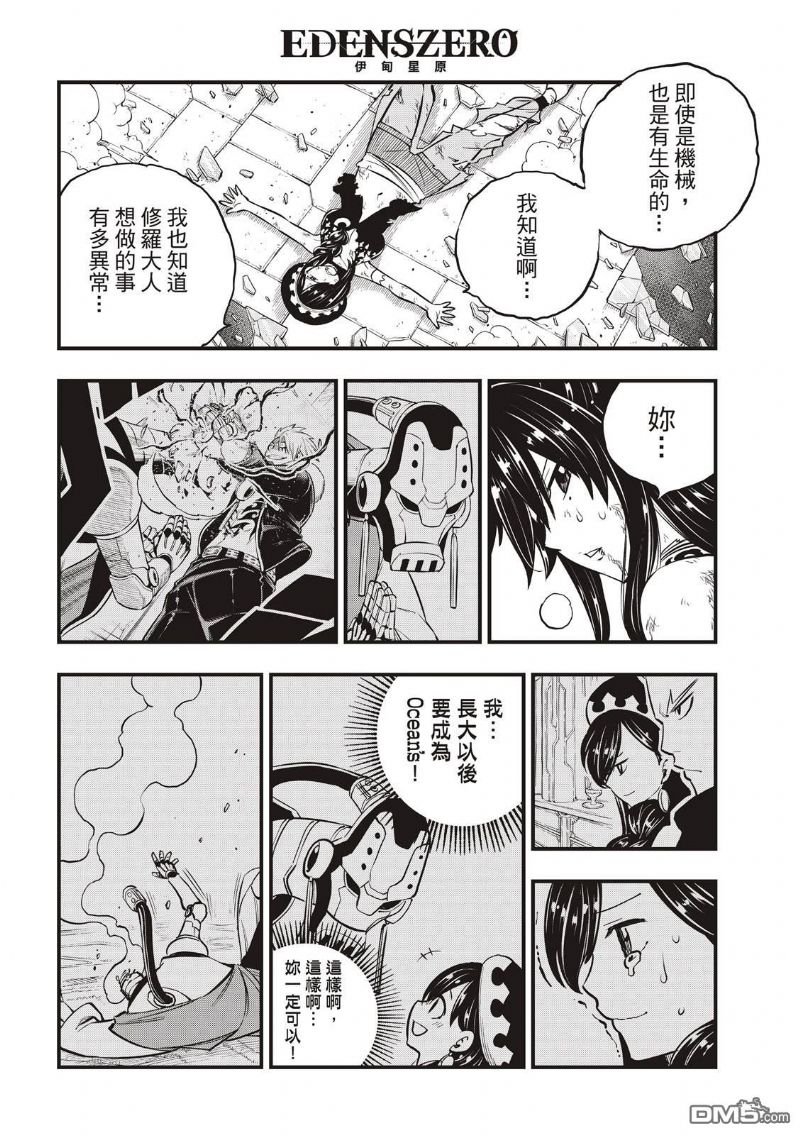 EDENSZERO
伊甸星原
即使是機械，
也是有生命的…
我知道啊…
我也知道
修羅大人
想做的事
有多異常…
妳…
我…
長大以後
要成為
Ocean's！
這樣啊，
這樣啊…
妳一定可以！
DM5.com